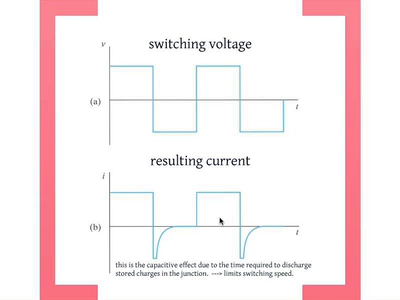 switching voltage
v
(a)
t
resulting current
i
(b)
t
this is the capacitive effect due to the time required to discharge
stored charges in the junction. ---> limits switching speed.